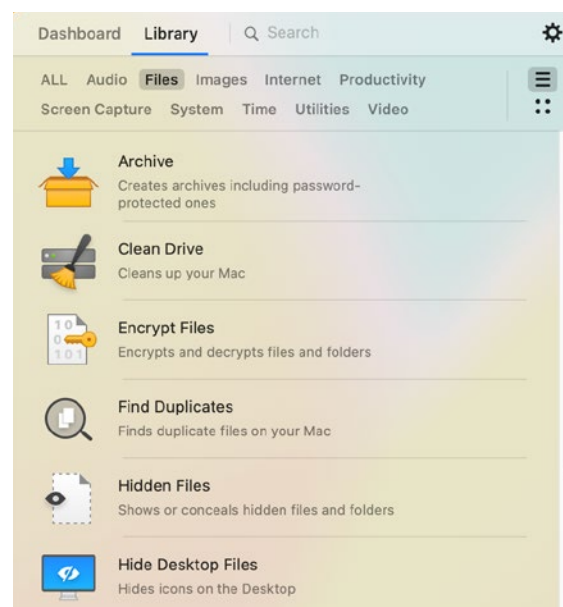 Dashboard Library Search
ALL Audio Files Images Internet Productivity
Screen Capture System Time Utilities Video
Archive
Creates archives including password-
protected ones
Clean Drive
Cleans up your Mac
10
0
101
Encrypt Files
Encrypts and decrypts files and folders
Find Duplicates
Finds duplicate files on your Mac
Hidden Files
Shows or conceals hidden files and folders
Hide Desktop Files
Hides icons on the Desktop